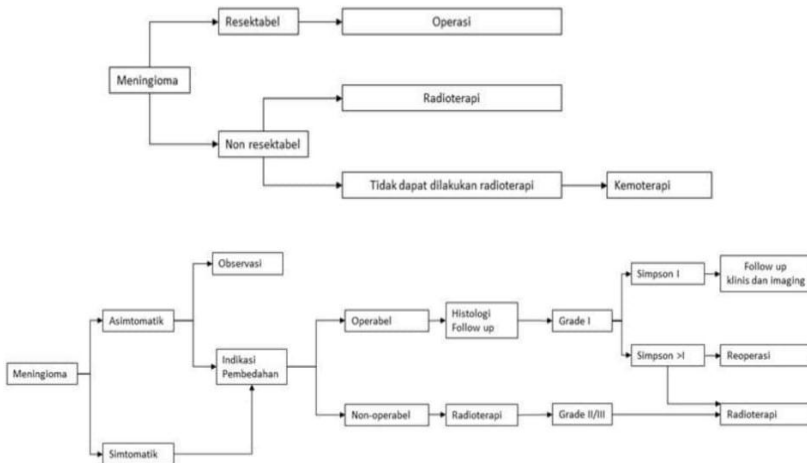 Resektabel
Operasi
Meningioma
Radioterapi
Non resektabel
Tidak dapat dilakukan radioterapi
Kemoterapi
Observasi
Simpson I
Follow up
klinis dan imaging
Asimtomatik
Operabel
Histologi
Follow up
Grade I
Meningioma
Indikasi
Pembedahan
Simpson >I
Reoperasi
Non-operabel
Radioterapi
Grade II/III
Radioterapi
Simtomatik